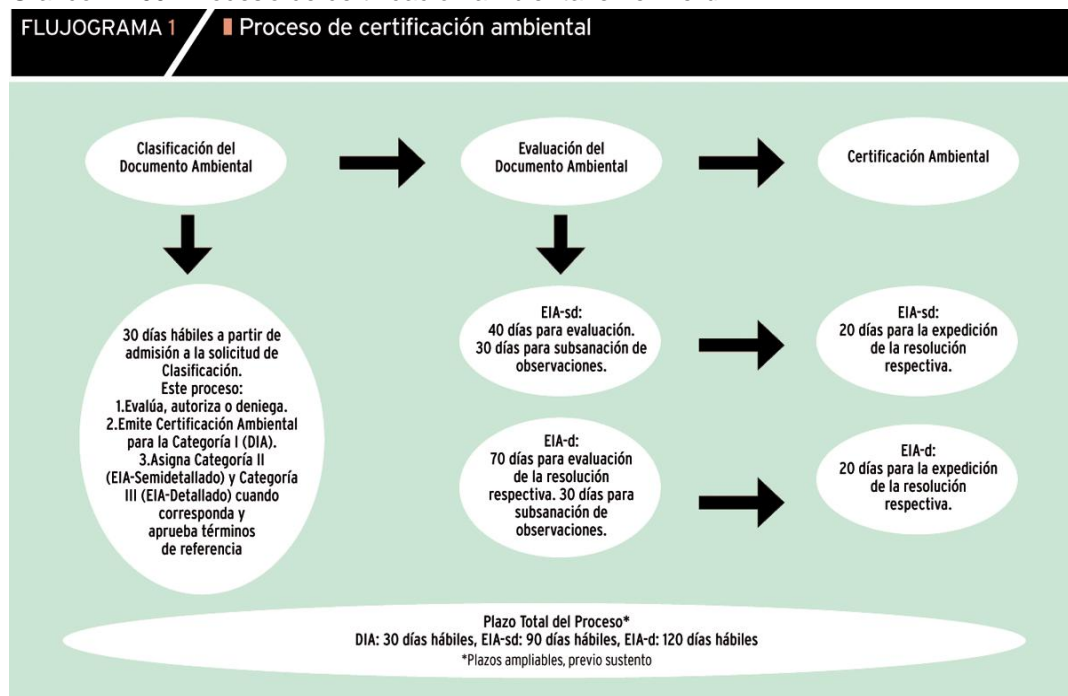 FLUJOGRAMA 1
Proceso de certificación ambiental
Clasificación del
Documento Ambiental
Evaluación del
Documento Ambiental
Certificación Ambiental
30 días hábiles a partir de
admisión a la solicitud de
Clasificación.
Este proceso:
1.Evalúa, autoriza o deniega.
2.Emite Certificación Ambiental
para la Categoría I (DIA).
3.Asigna Categoría II
(EIA-Semidetallado) y Categoría
III (EIA-Detallado) cuando
corresponda y
aprueba términos
de referencia
EIA-sd:
40 días para evaluación.
30 días para subsanación de
observaciones.
EIA-sd:
20 días para la expedición
de la resolución
respectiva.
EIA-d:
70 días para evaluación
de la resolución
respectiva. 30 días para
subsanación de
observaciones.
EIA-d:
20 días para la expedición
de la resolución
respectiva.
Plazo Total del Proceso*
DIA: 30 días hábiles, EIA-sd: 90 días hábiles, EIA-d: 120 días hábiles
*Plazos ampliables, previo sustento